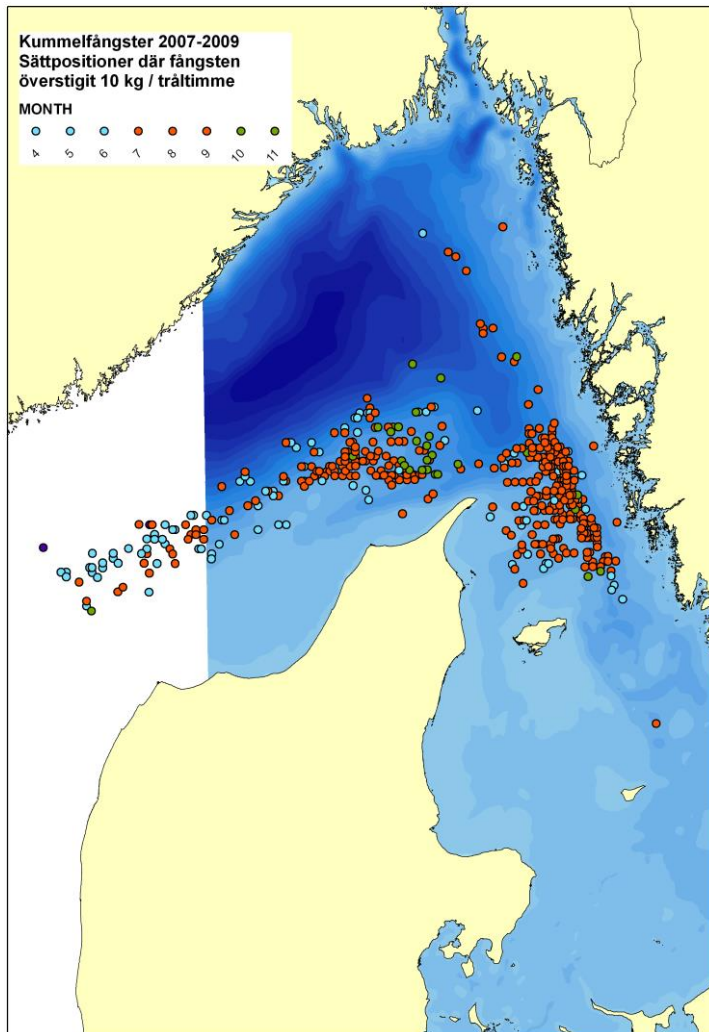 Kummelfångster 2007-2009
Sättpositioner där fångsten
överstigit 10 kg / tråltimme
MONTH
4 5 6 7 8 9 10 11